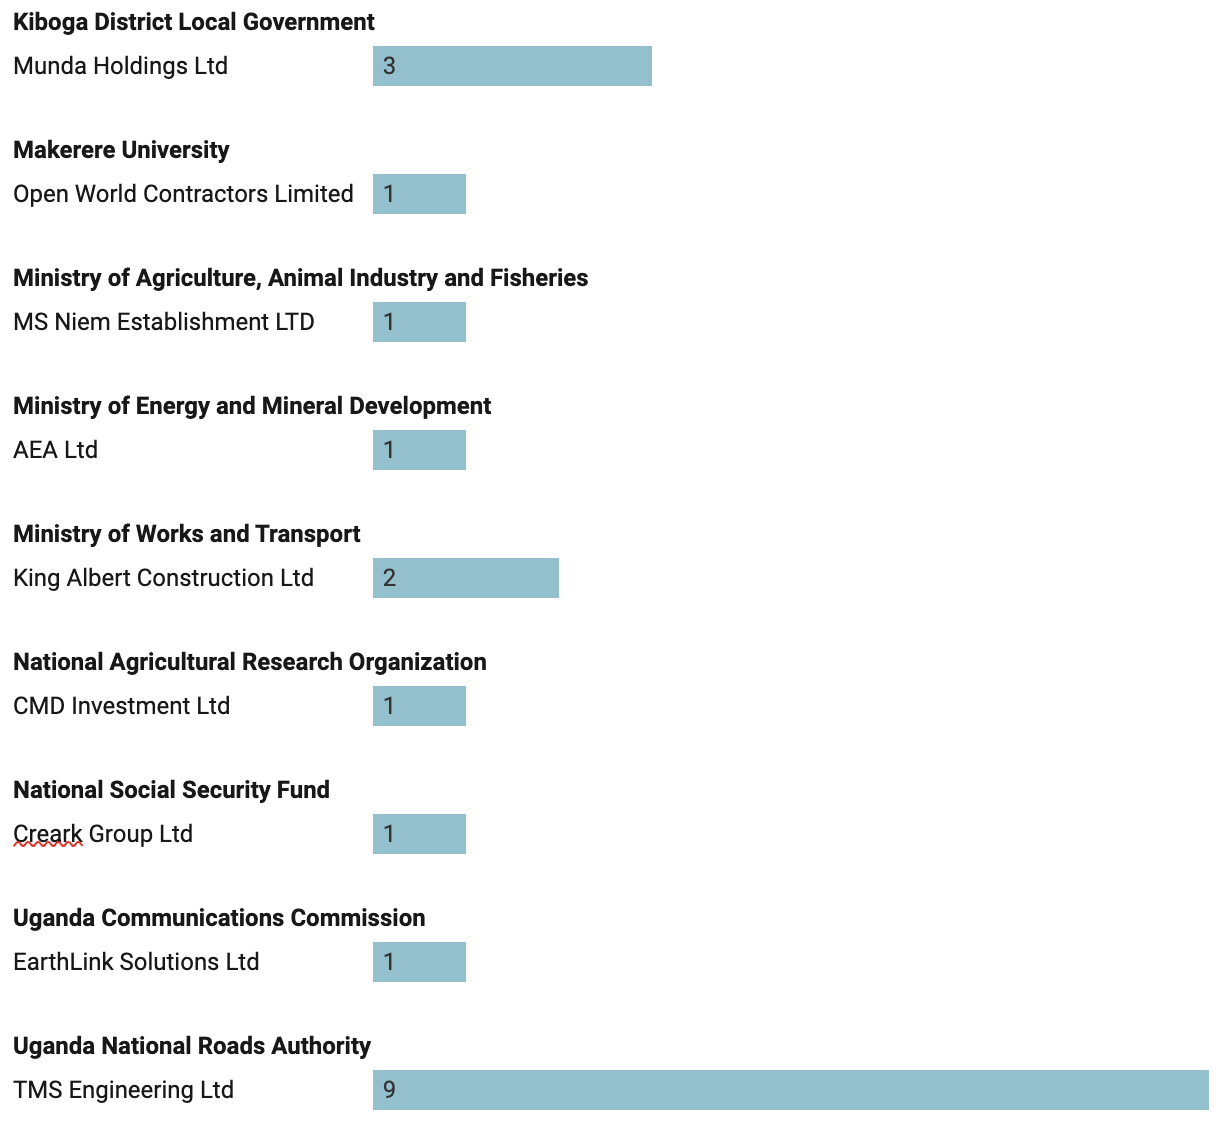 Kiboga District Local Government
Munda Holdings Ltd 3
Makerere University
Open World Contractors Limited 1
Ministry of Agriculture, Animal Industry and Fisheries
MS Niem Establishment LTD 1
Ministry of Energy and Mineral Development
AEA Ltd 1
Ministry of Works and Transport
King Albert Construction Ltd 2
National Agricultural Research Organization
CMD Investment Ltd 1
National Social Security Fund
Creark Group Ltd 1
Uganda Communications Commission
EarthLink Solutions Ltd 1
Uganda National Roads Authority
TMS Engineering Ltd 9